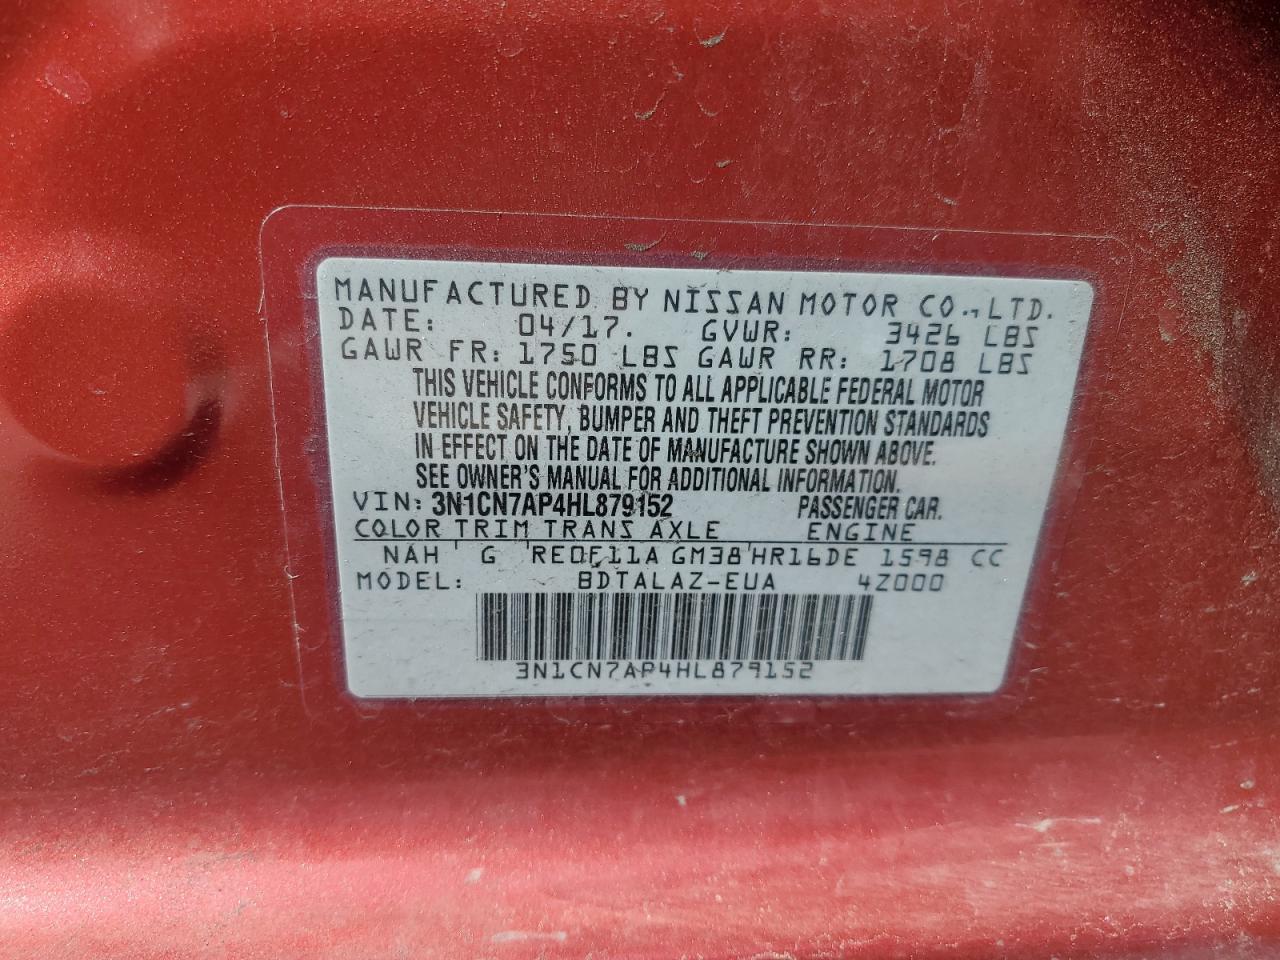 MANUFACTURED BY NISSAN MOTOR CO., LTD.
DATE: 04/17. GVWR: 3426 LBS
GAWR FR: 1750 LBS GAWR RR: 1708 LBS
THIS VEHICLE CONFORMS TO ALL APPLICABLE FEDERAL MOTOR
VEHICLE SAFETY, BUMPER AND THEFT PREVENTION STANDARDS
IN EFFECT ON THE DATE OF MANUFACTURE SHOWN ABOVE.
SEE OWNER'S MANUAL FOR ADDITIONAL INFORMATION.
VIN: 3N1CN7AP4HL879152 PASSENGER CAR.
COLOR TRIM TRANS AXLE ENGINE
NAH G RE0F11A GM38 HR16DE 1598 CC
MODEL: BDTALAZ-EUA 4Z000
3N1CN7AP4HL879152